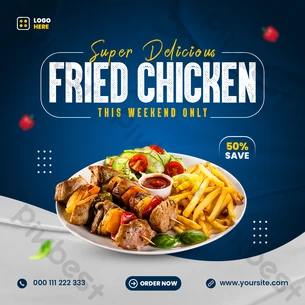 LOGO
HERE
Super Delicious
FRIED CHICKEN
THIS WEEKEND ONLY
50%
SAVE
000 111 222 333
ORDER NOW
www.yoursite.com